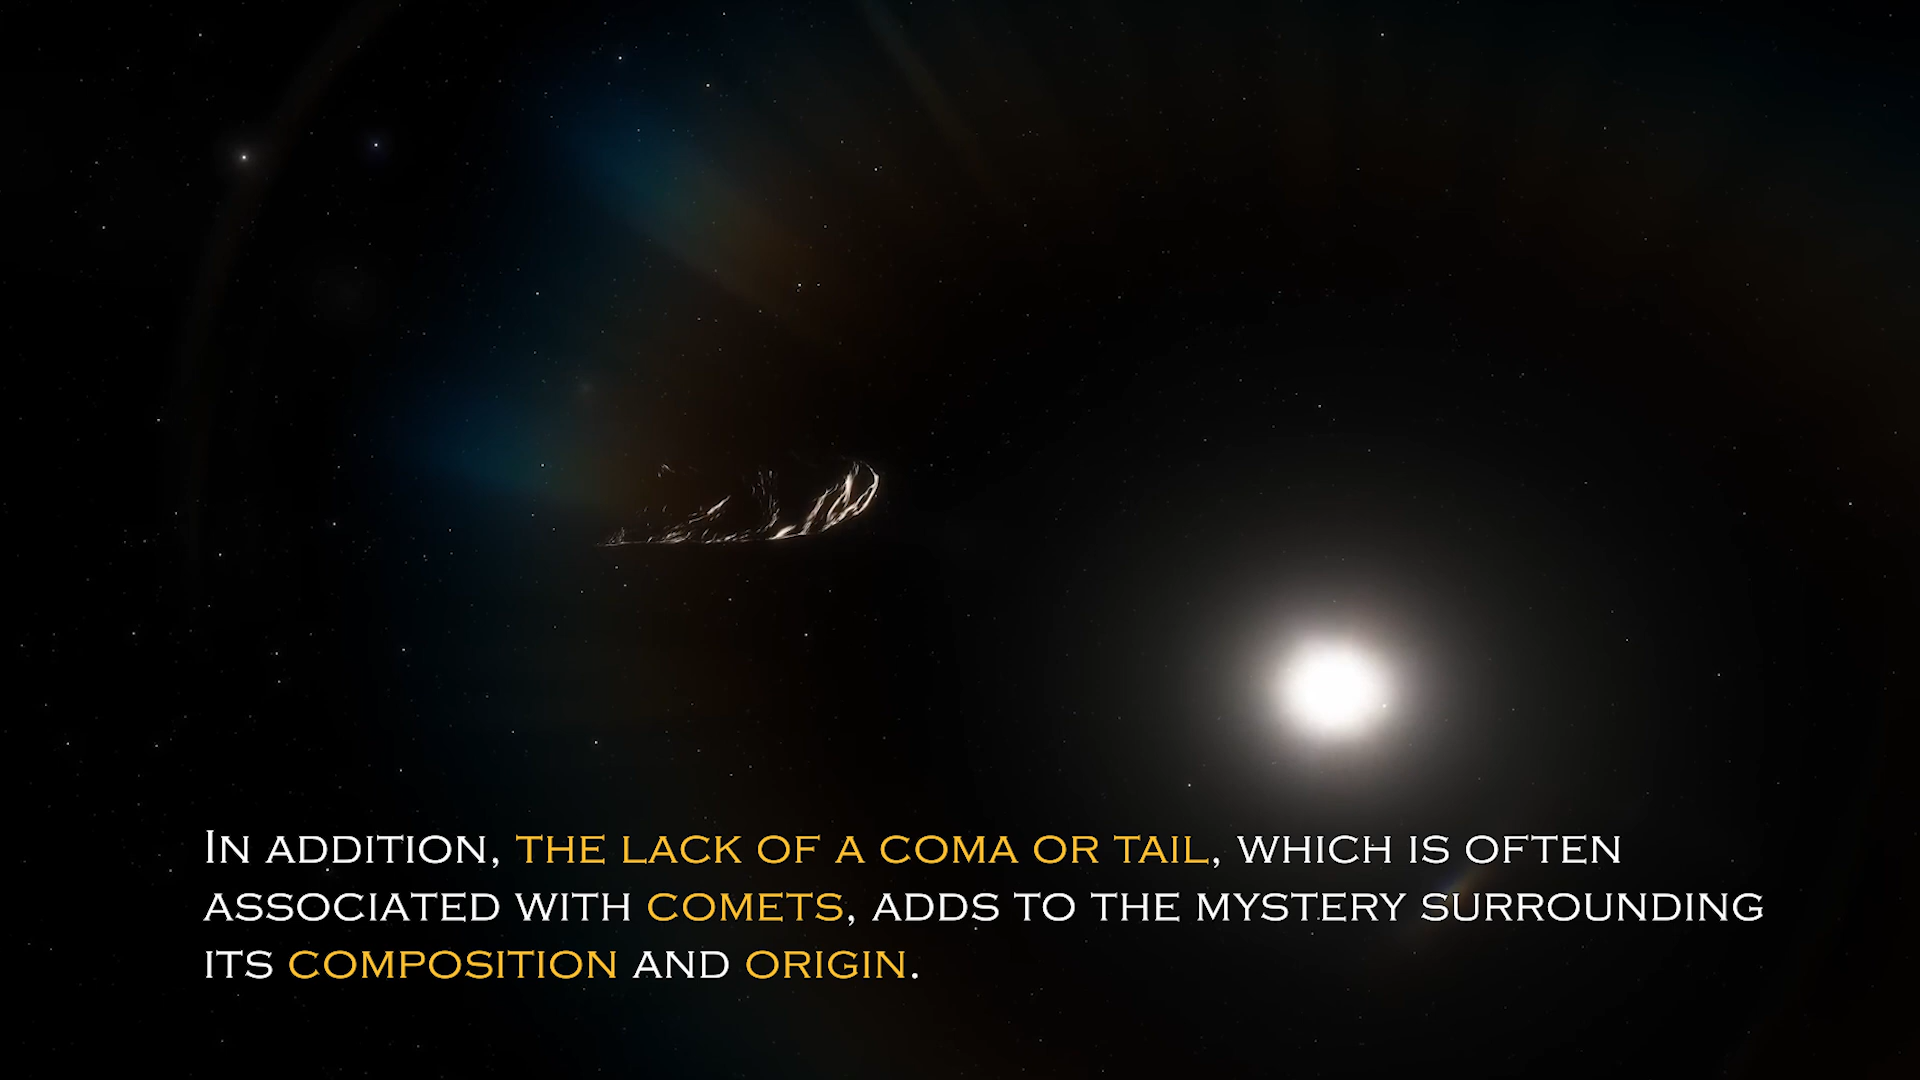 In addition, the lack of a coma or tail, which is often
associated with comets, adds to the mystery surrounding
its composition and origin.